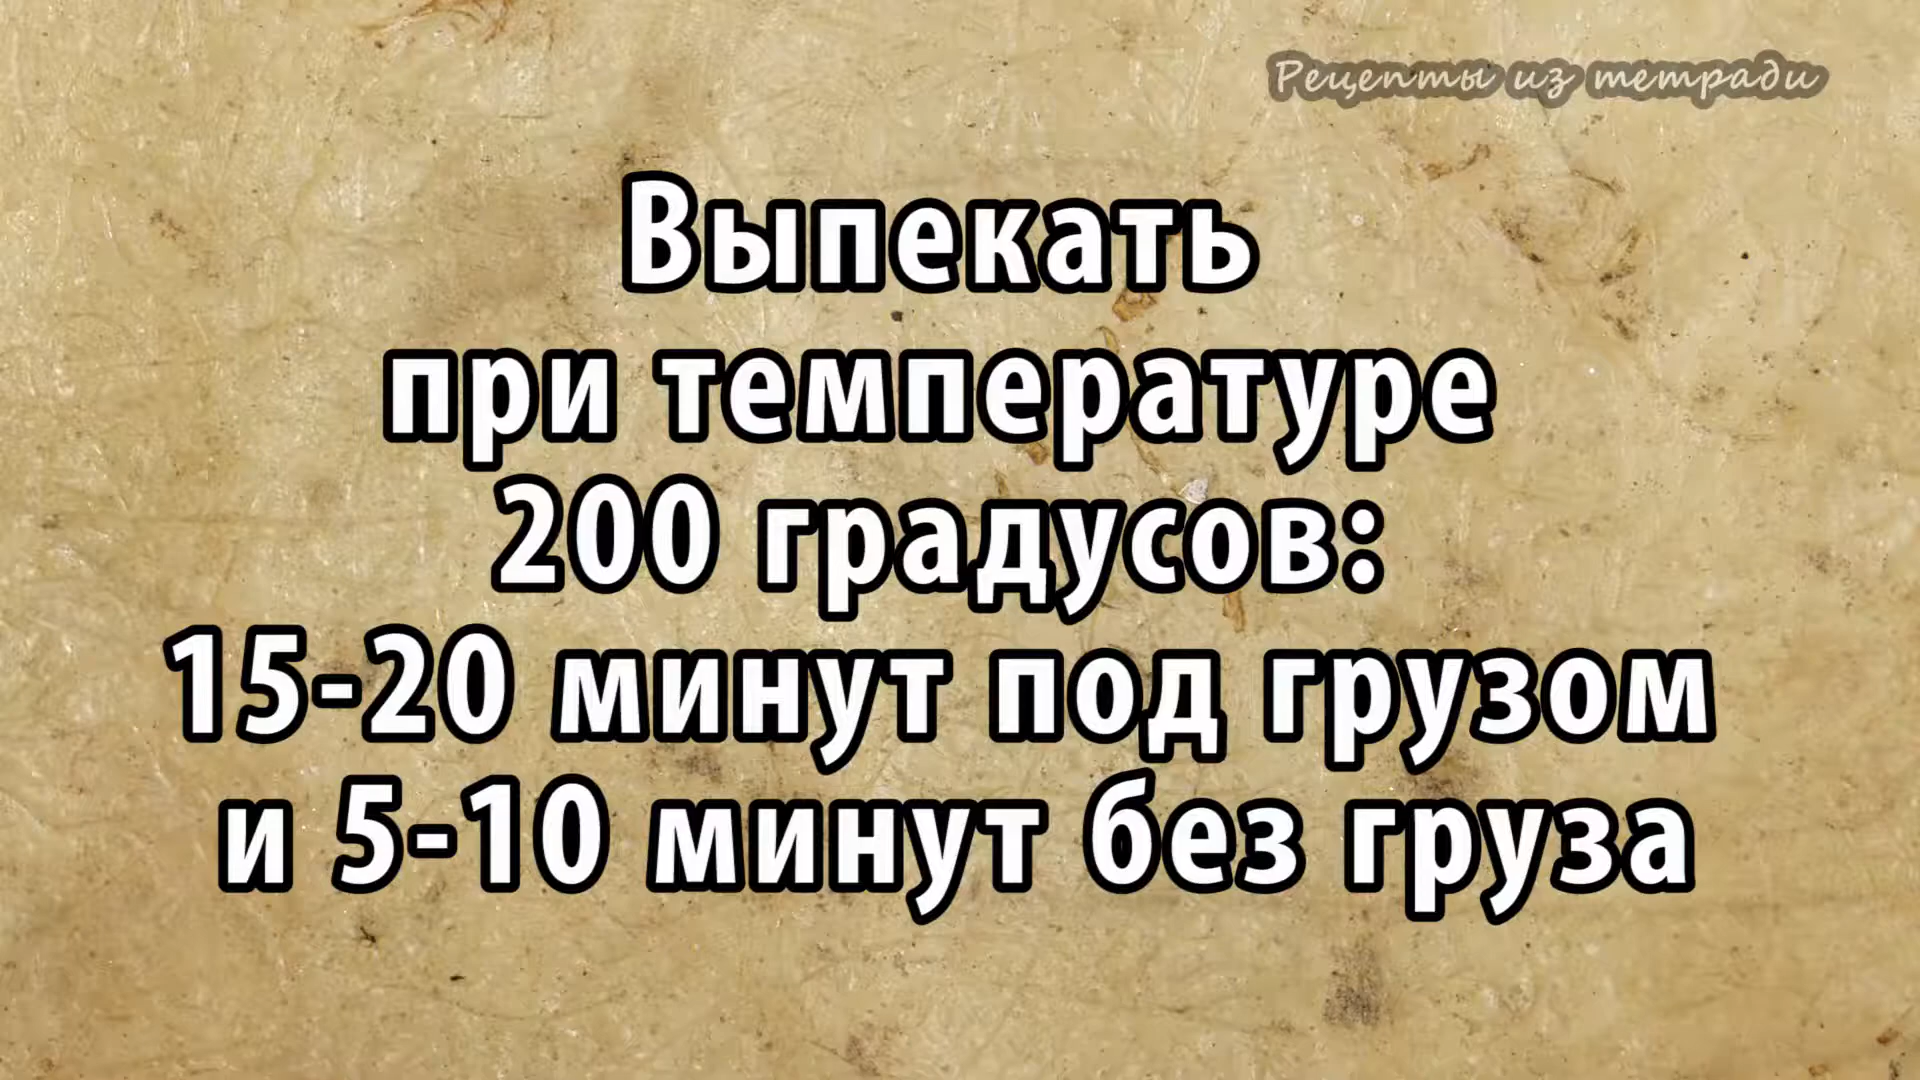 Рецепты из тетради
Выпекать
при температуре
200 градусов:
15-20 минут под грузом
и 5-10 минут без груза